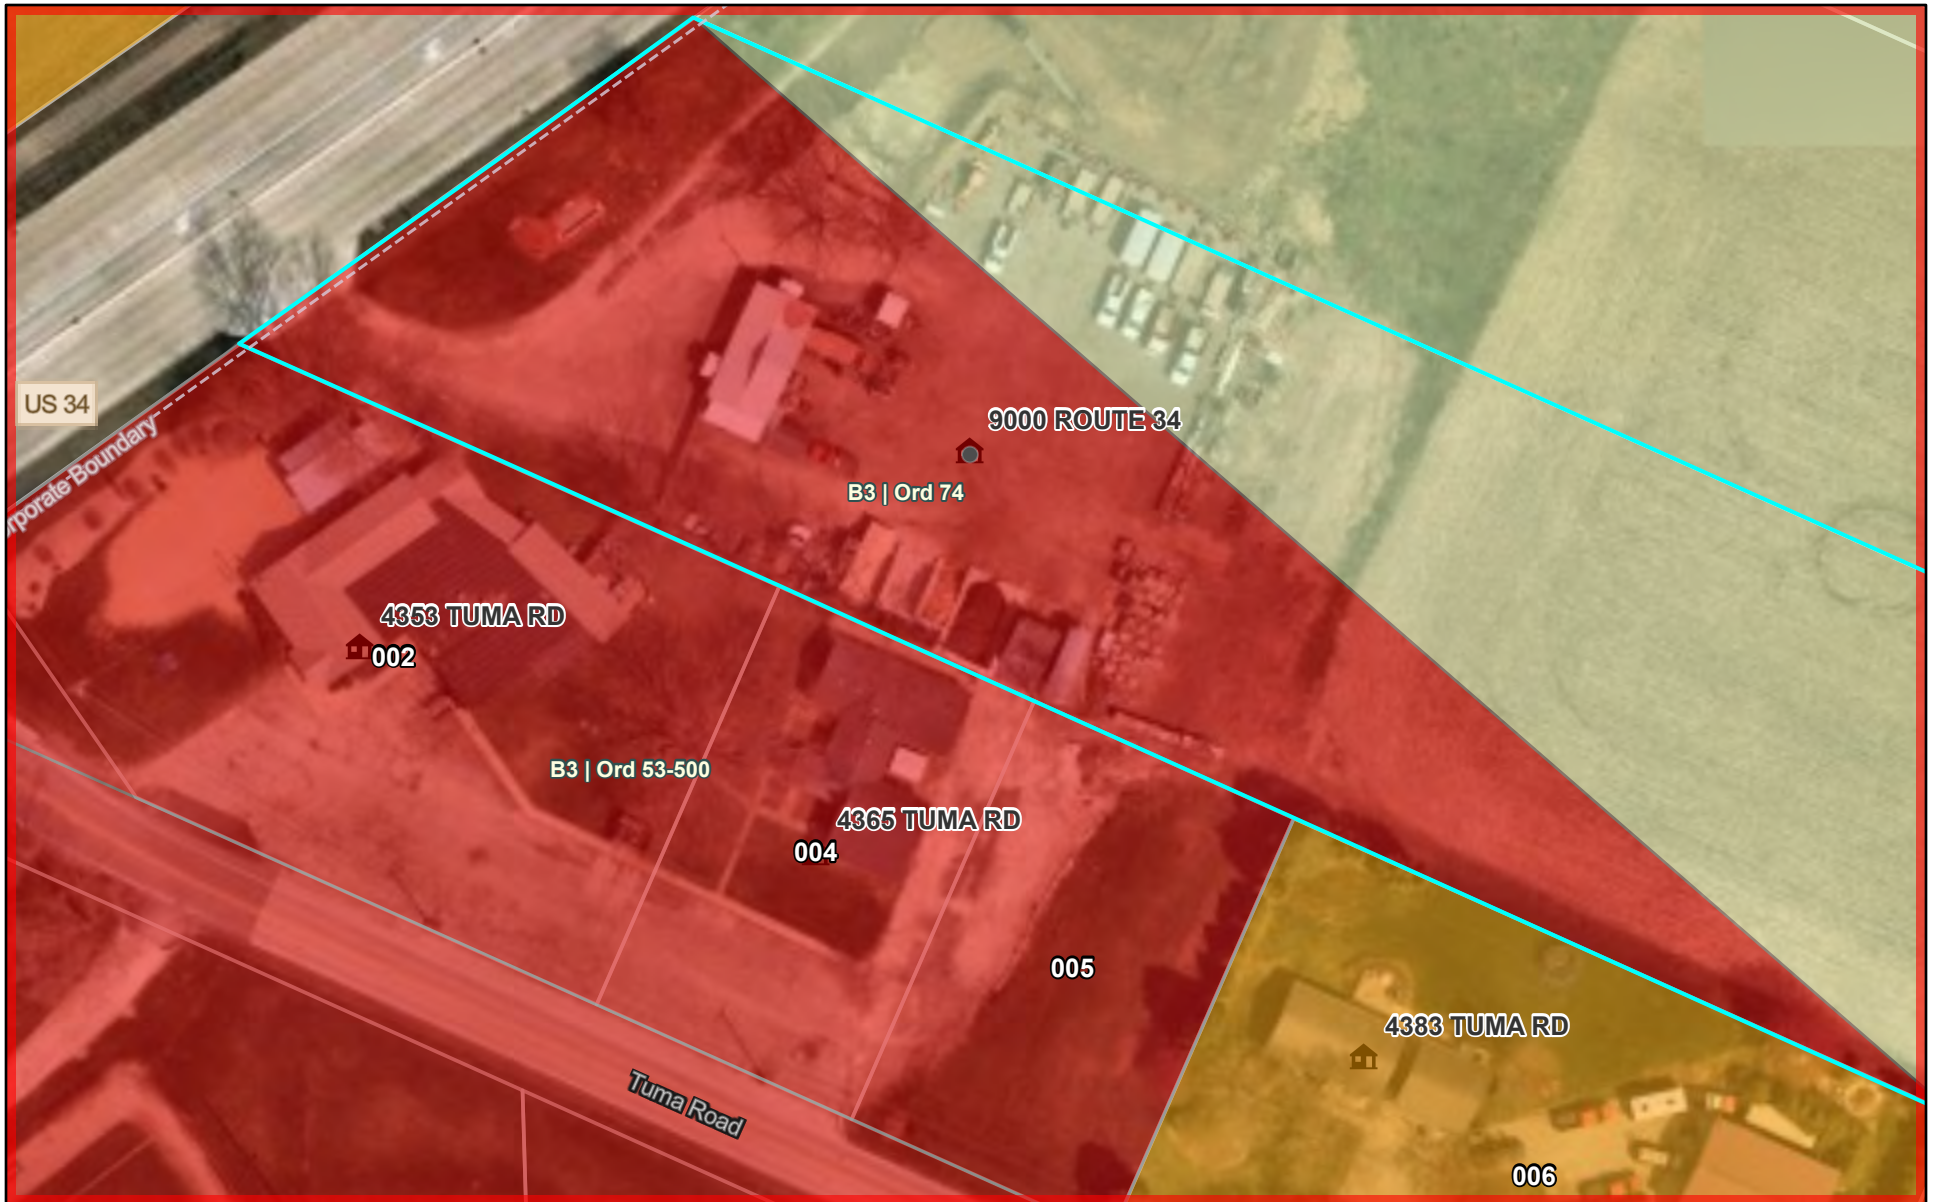 US 34
rporate Boundary
9000 ROUTE 34
B3 | Ord 74
4353 TUMA RD
002
B3 | Ord 53-500
4365 TUMA RD
004
005
4383 TUMA RD
Tuma Road
006